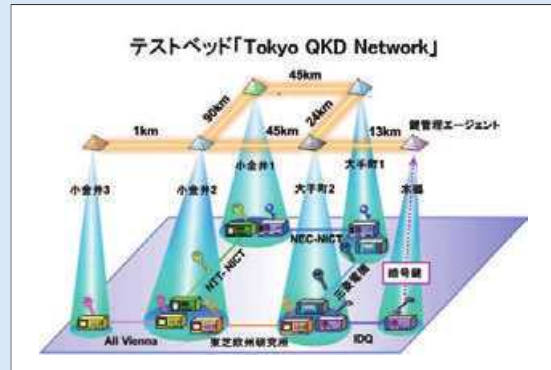 テストベッド「Tokyo QKD Network」
45km
90km
24km
1km
45km
13km
鍵管理エージェント
小金井1
大手町1
小金井3
小金井2
大手町2
本郷
NEC-NICT
NTT-NICT
三菱電機
暗号鍵
All Vienna
東芝欧州研究所
IDQ